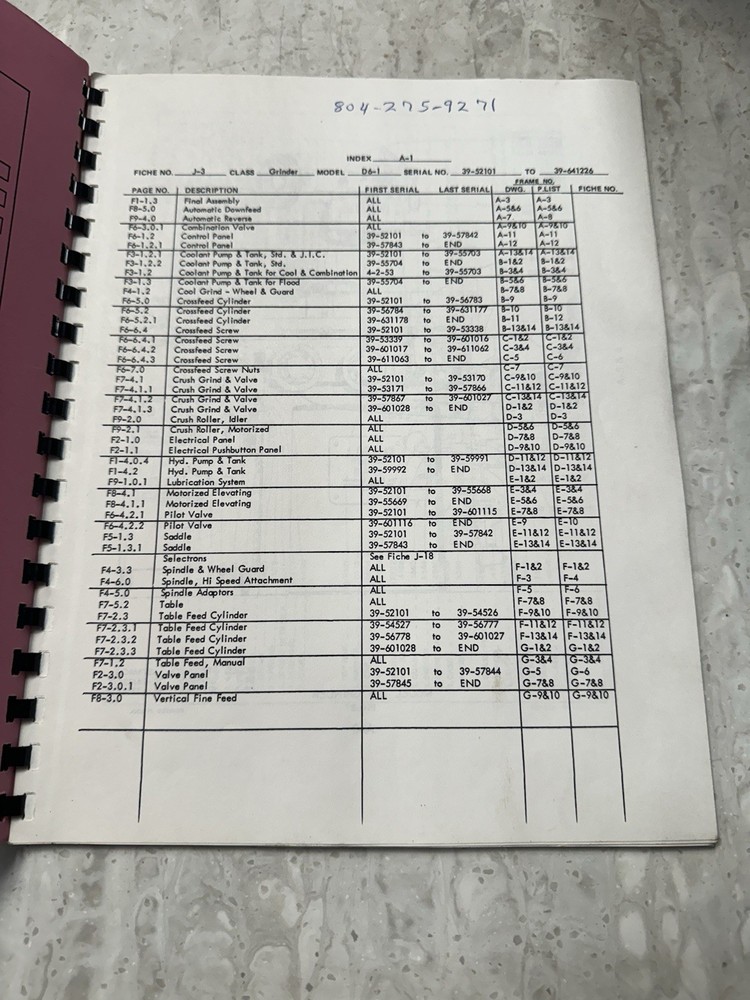 804-275-9271
INDEX A-1
FICHE NO. J-3 CLASS Grinder MODEL D6-1 SERIAL NO. 39-52101 TO 39-641226
FRAME NO.
PAGE NO. DESCRIPTION FIRST SERIAL LAST SERIAL DWG. P.LIST FICHE NO.
F1-1.3 Final Assembly ALL A-3 A-3
F8-5.0 Automatic Downfeed ALL A-5&6 A-5&6
F9-4.0 Automatic Reverse ALL A-7 A-8
F6-3.0.1 Combination Valve ALL A-9&10 A-9&10
F6-1.2 Control Panel 39-52101 to 39-57842 A-11 A-11
F6-1.2.1 Control Panel 39-57843 to END A-12 A-12
F3-1.2.1 Coolant Pump & Tank, Std. & J.I.C. 39-52101 to 39-55703 A-13&14 A-13&14
F3-1.2.2 Coolant Pump & Tank, Std. 39-55704 to END B-1&2 B-1&2
F3-1.2 Coolant Pump & Tank for Cool & Combination 4-2-53 to 39-55703 B-3&4 B-3&4
F3-1.3 Coolant Pump & Tank for Flood 39-55704 to END B-5&6 B-5&6
F4-1.2 Cool Grind - Wheel & Guard ALL B-7&8 B-7&8
F6-5.0 Crossfeed Cylinder 39-52101 to 39-56783 B-9 B-9
F6-5.2 Crossfeed Cylinder 39-56784 to 39-631177 B-10 B-10
F6-5.2.1 Crossfeed Cylinder 39-631178 to END B-11 B-12
F6-6.4 Crossfeed Screw 39-52101 to 39-53338 B-13&14 B-13&14
F6-6.4.1 Crossfeed Screw 39-53339 to 39-601016 C-1&2 C-1&2
F6-6.4.2 Crossfeed Screw 39-601017 to 39-611062 C-3&4 C-3&4
F6-6.4.3 Crossfeed Screw 39-611063 to END C-5 C-6
F6-7.0 Crossfeed Screw Nuts ALL C-7 C-7
F7-4.1 Crush Grind & Valve 39-52101 to 39-53170 C-9&10 C-9&10
F7-4.1.1 Crush Grind & Valve 39-53171 to 39-57866 C-11&12 C-11&12
F7-4.1.2 Crush Grind & Valve 39-57867 to 39-601027 C-13&14 C-13&14
F7-4.1.3 Crush Grind & Valve 39-601028 to END D-1&2 D-1&2
F9-2.0 Crush Roller, Idler ALL D-3 D-3
F9-2.1 Crush Roller, Motorized ALL D-5&6 D-5&6
F2-1.0 Electrical Panel ALL D-7&8 D-7&8
F2-1.1 Electrical Pushbutton Panel ALL D-9&10 D-9&10
F1-4.0.4 Hyd. Pump & Tank 39-52101 to 39-59991 D-11&12 D-11&12
F1-4.2 Hyd. Pump & Tank 39-59992 to END D-13&14 D-13&14
F9-1.0.1 Lubrication System ALL E-1&2 E-1&2
F8-4.1 Motorized Elevating 39-52101 to 39-55668 E-3&4 E-3&4
F8-4.1.1 Motorized Elevating 39-55669 to END E-5&6 E-5&6
F6-4.2.1 Pilot Valve 39-52101 to 39-601115 E-7&8 E-7&8
F6-4.2.2 Pilot Valve 39-601116 to END E-9 E-10
F5-1.3 Saddle 39-52101 to 39-57842 E-11&12 E-11&12
F5-1.3.1 Saddle 39-57843 to END E-13&14 E-13&14
Selectrons See Fiche J-18
F4-3.3 Spindle & Wheel Guard ALL F-1&2 F-1&2
F4-6.0 Spindle, Hi Speed Attachment ALL F-3 F-4
F4-5.0 Spindle Adaptors ALL F-5 F-6
F7-5.2 Table ALL F-7&8 F-7&8
F7-2.3 Table Feed Cylinder 39-52101 to 39-54526 F-9&10 F-9&10
F7-2.3.1 Table Feed Cylinder 39-54527 to 39-56777 F-11&12 F-11&12
F7-2.3.2 Table Feed Cylinder 39-56778 to 39-601027 F-13&14 F-13&14
F7-2.3.3 Table Feed Cylinder 39-601028 to END G-1&2 G-1&2
F7-1.2 Table Feed, Manual ALL G-3&4 G-3&4
F2-3.0 Valve Panel 39-52101 to 39-57844 G-5 G-6
F2-3.0.1 Valve Panel 39-57845 to END G-7&8 G-7&8
F8-3.0 Vertical Fine Feed ALL G-9&10 G-9&10